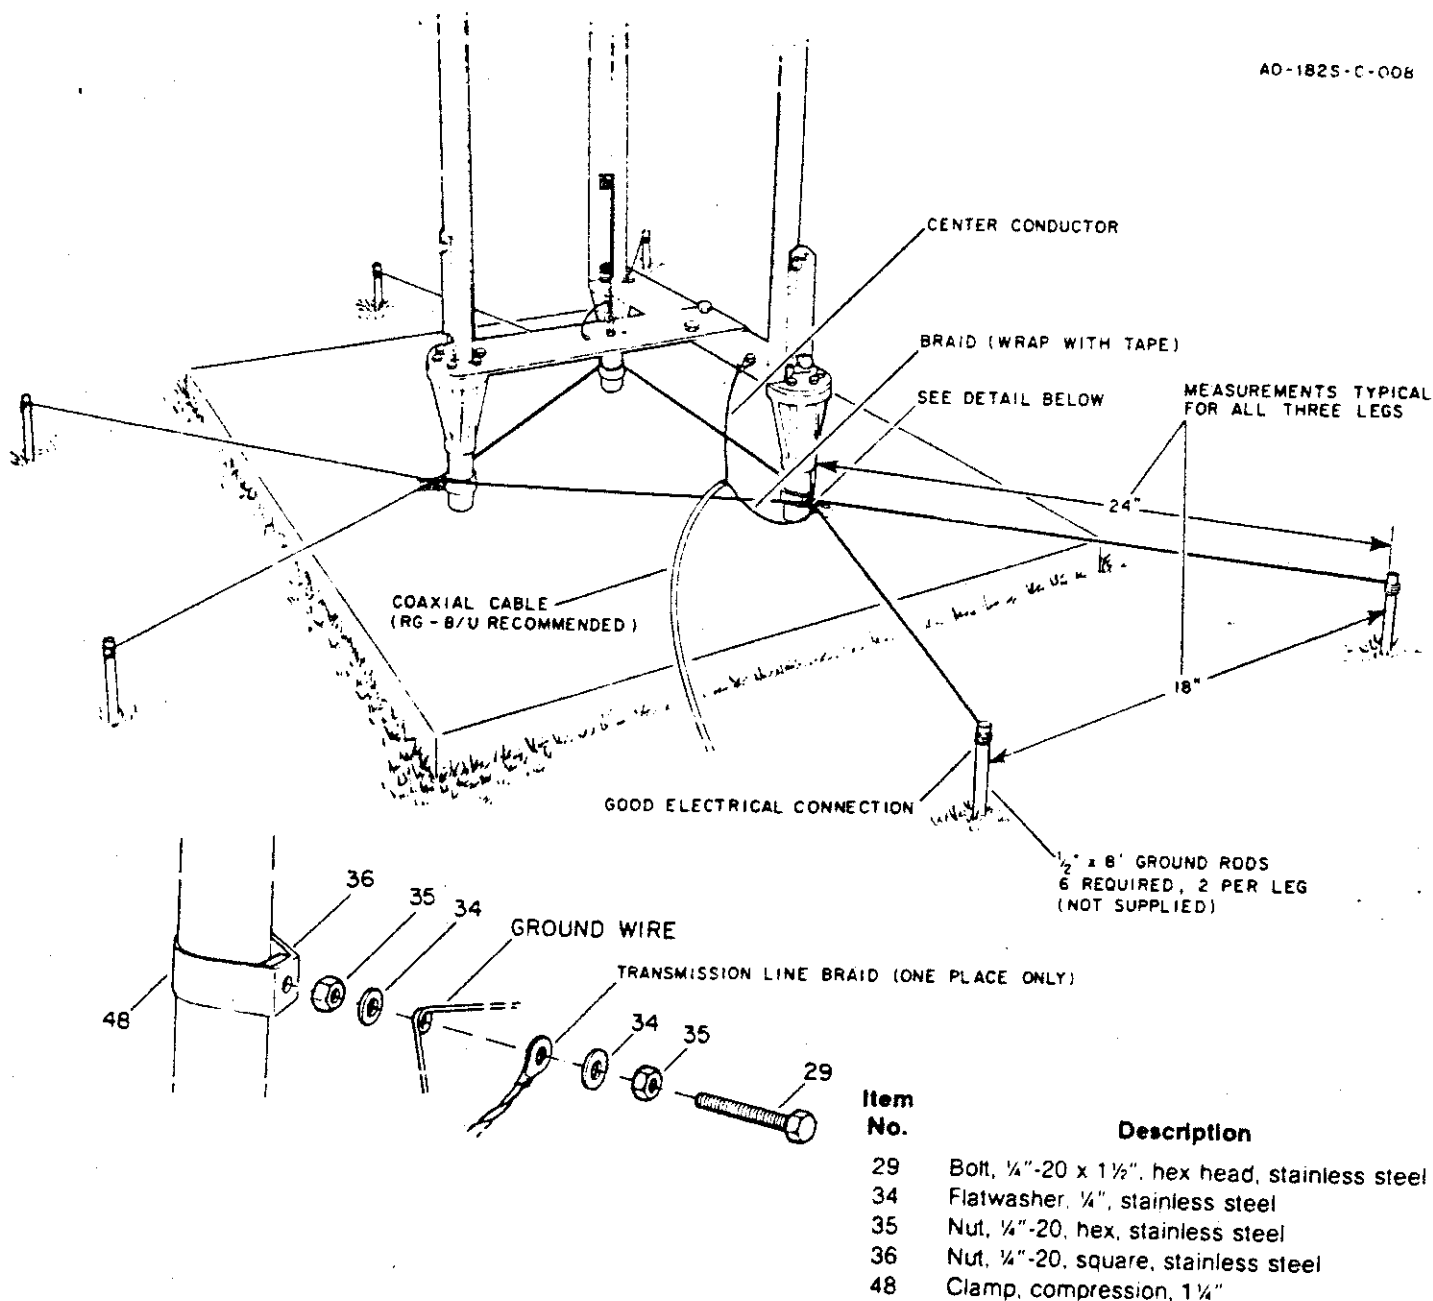 AD-1825-C-008
CENTER CONDUCTOR
BRAID (WRAP WITH TAPE)
SEE DETAIL BELOW
MEASUREMENTS TYPICAL
FOR ALL THREE LEGS
24"
COAXIAL CABLE
(RG-8/U RECOMMENDED)
18"
GOOD ELECTRICAL CONNECTION
½" x 8' GROUND RODS
6 REQUIRED, 2 PER LEG
(NOT SUPPLIED)
36
35
34
GROUND WIRE
TRANSMISSION LINE BRAID (ONE PLACE ONLY)
48
34
35
29
Item
No.
Description
29 Bolt, ¼"-20 x 1½", hex head, stainless steel
34 Flatwasher, ¼", stainless steel
35 Nut, ¼"-20, hex, stainless steel
36 Nut, ¼"-20, square, stainless steel
48 Clamp, compression, 1¼"